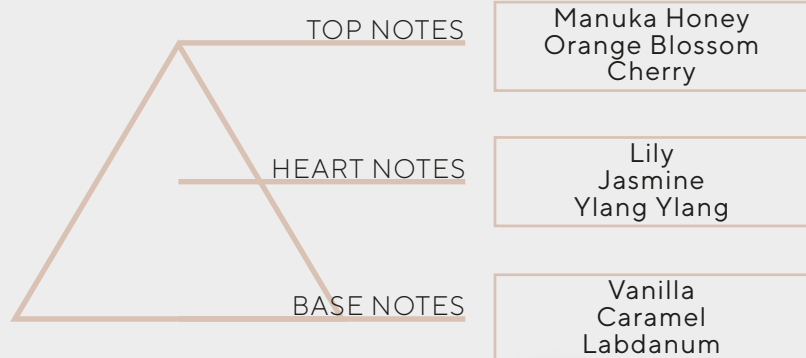 TOP NOTES
Manuka Honey
Orange Blossom
Cherry
HEART NOTES
Lily
Jasmine
Ylang Ylang
BASE NOTES
Vanilla
Caramel
Labdanum